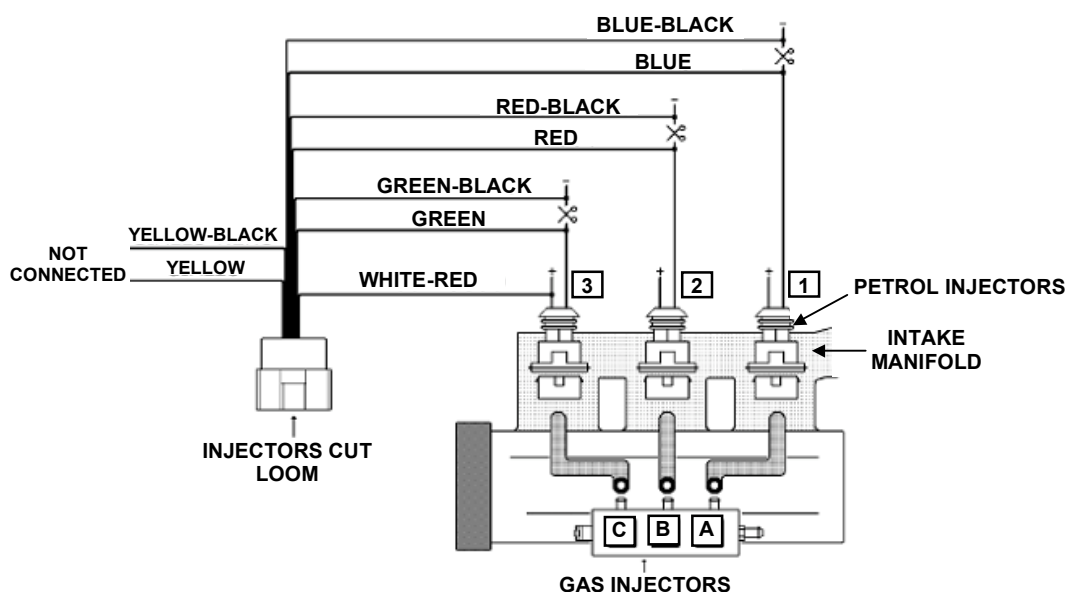 BLUE-BLACK
BLUE
RED-BLACK
RED
GREEN-BLACK
GREEN
YELLOW-BLACK
NOT
CONNECTED
YELLOW
WHITE-RED
3
2
1
PETROL INJECTORS
INTAKE
MANIFOLD
INJECTORS CUT
LOOM
C B A
GAS INJECTORS